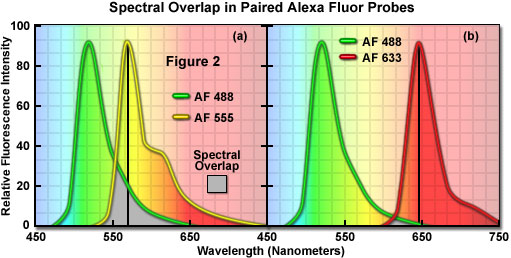 Spectral Overlap in Paired Alexa Fluor Probes
Relative Fluorescence Intensity
100
80
60
40
20
0
(a)
Figure 2
AF 488
AF 555
Spectral
Overlap
AF 488
AF 633
(b)
450
550
650
450
550
650
750
Wavelength (Nanometers)